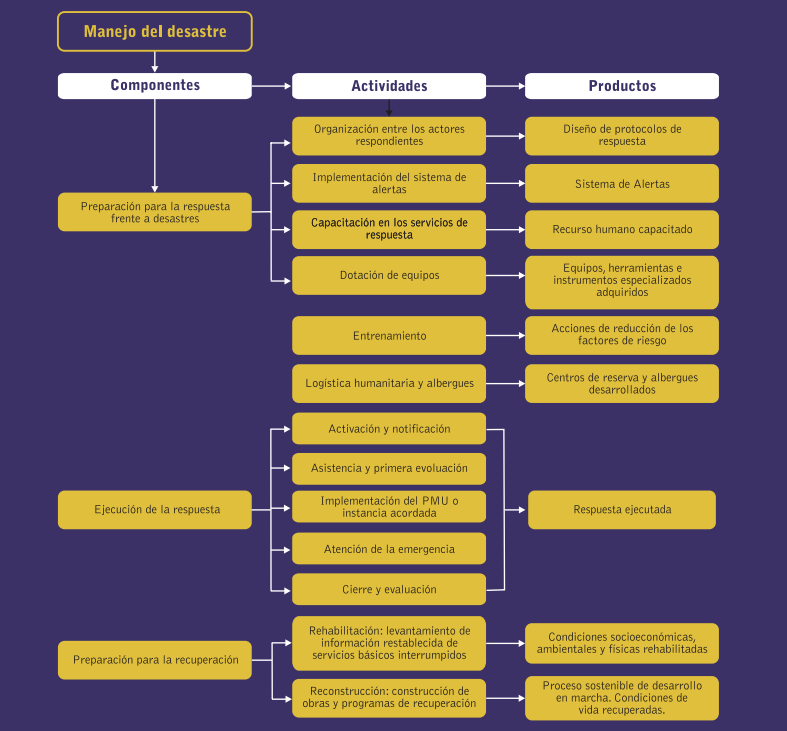 Manejo del desastre
Componentes
Actividades
Productos
Organización entre los actores
respondientes
Diseño de protocolos de
respuesta
Implementación del sistema de
alertas
Sistema de Alertas
Preparación para la respuesta
frente a desastres
Capacitación en los servicios de
respuesta
Recurso humano capacitado
Dotación de equipos
Equipos, herramientas e
instrumentos especializados
adquiridos
Entrenamiento
Acciones de reducción de los
factores de riesgo
Logística humanitaria y albergues
Centros de reserva y albergues
desarrollados
Activación y notificación
Asistencia y primera evoluación
Ejecución de la respuesta
Implementación del PMU o
instancia acordada
Respuesta ejecutada
Atención de la emergencia
Cierre y evaluación
Preparación para la recuperación
Rehabilitación: levantamiento de
información restablecida de
servicios básicos interrumpidos
Condiciones socioeconómicas,
ambientales y físicas rehabilitadas
Reconstrucción: construcción de
obras y programas de recuperación
Proceso sostenible de desarrollo
en marcha. Condiciones de
vida recuperadas.